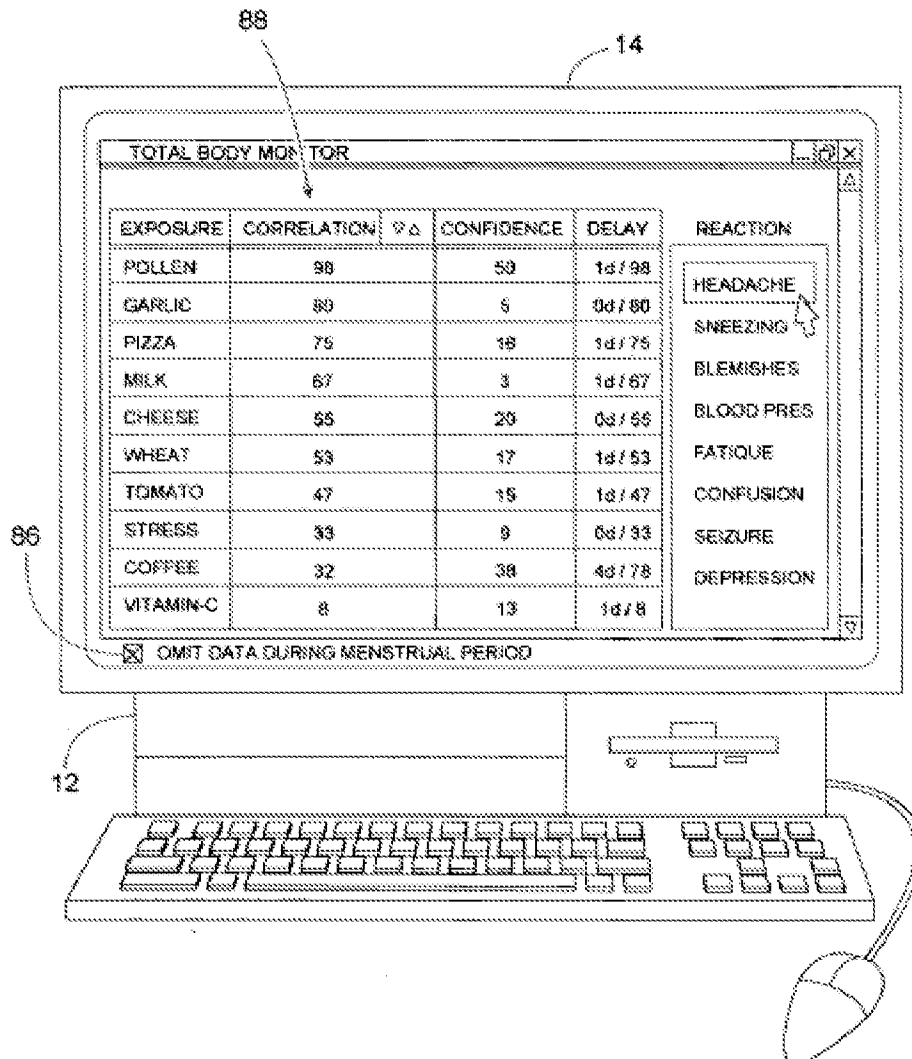 88
14
TOTAL BODY MONITOR
EXPOSURE CORRELATION ▽△ CONFIDENCE DELAY REACTION
POLLEN 98 50 1d / 98
HEADACHE
GARLIC 80 5 0d / 80
SNEEZING
PIZZA 75 16 1d / 75
BLEMISHES
MILK 67 3 1d / 67
CHEESE 55 20 0d / 55
BLOOD PRES
WHEAT 53 17 1d / 53
FATIQUE
TOMATO 47 15 1d / 47
CONFUSION
STRESS 33 9 0d / 33
SEIZURE
COFFEE 32 38 4d / 78
DEPRESSION
VITAMIN-C 8 13 1d / 8
86
OMIT DATA DURING MENSTRUAL PERIOD
12